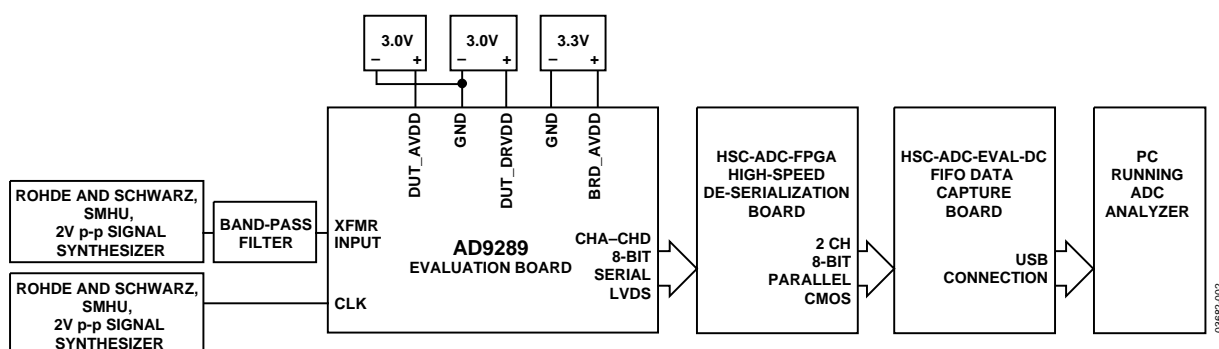 3.0V
– +
3.0V
– +
3.3V
– +
DUT_AVDD
GND
DUT_DRVDD
GND
BRD_AVDD
ROHDE AND SCHWARZ,
SMHU,
2V p-p SIGNAL
SYNTHESIZER
BAND-PASS
FILTER
XFMR
INPUT
AD9289
EVALUATION BOARD
CHA–CHD
8-BIT
SERIAL
LVDS
ROHDE AND SCHWARZ,
SMHU,
2V p-p SIGNAL
SYNTHESIZER
CLK
HSC-ADC-FPGA
HIGH-SPEED
DE-SERIALIZATION
BOARD
2 CH
8-BIT
PARALLEL
CMOS
HSC-ADC-EVAL-DC
FIFO DATA
CAPTURE
BOARD
USB
CONNECTION
PC
RUNNING
ADC
ANALYZER
03682-002